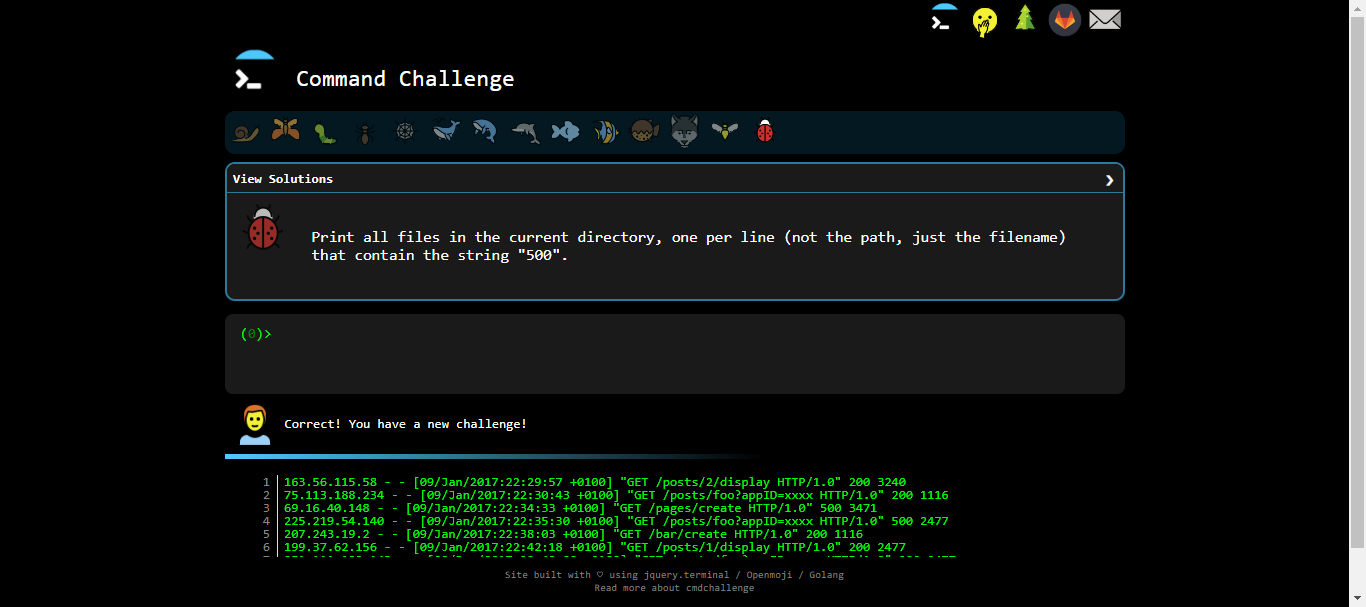 Command Challenge
View Solutions
Print all files in the current directory, one per line (not the path, just the filename)
that contain the string "500".
(0)>
Correct! You have a new challenge!
1 163.56.115.58 - - [09/Jan/2017:22:29:57 +0100] "GET /posts/2/display HTTP/1.0" 200 3240
2 75.113.188.234 - - [09/Jan/2017:22:30:43 +0100] "GET /posts/foo?appID=xxxx HTTP/1.0" 200 1116
3 69.16.40.148 - - [09/Jan/2017:22:34:33 +0100] "GET /pages/create HTTP/1.0" 500 3471
4 225.219.54.140 - - [09/Jan/2017:22:35:30 +0100] "GET /posts/foo?appID=xxxx HTTP/1.0" 500 2477
5 207.243.19.2 - - [09/Jan/2017:22:38:03 +0100] "GET /bar/create HTTP/1.0" 200 1116
6 199.37.62.156 - - [09/Jan/2017:22:42:18 +0100] "GET /posts/1/display HTTP/1.0" 200 2477
Site built with ♡ using jquery.terminal / Openmoji / Golang
Read more about cmdchallenge